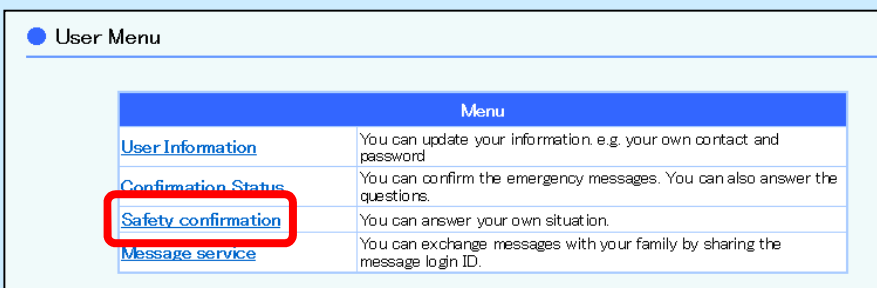 User Menu
Menu
User Information
You can update your information. e.g. your own contact and
password
Confirmation Status
You can confirm the emergency messages. You can also answer the
questions.
Safety confirmation
You can answer your own situation.
Message service
You can exchange messages with your family by sharing the
message login ID.